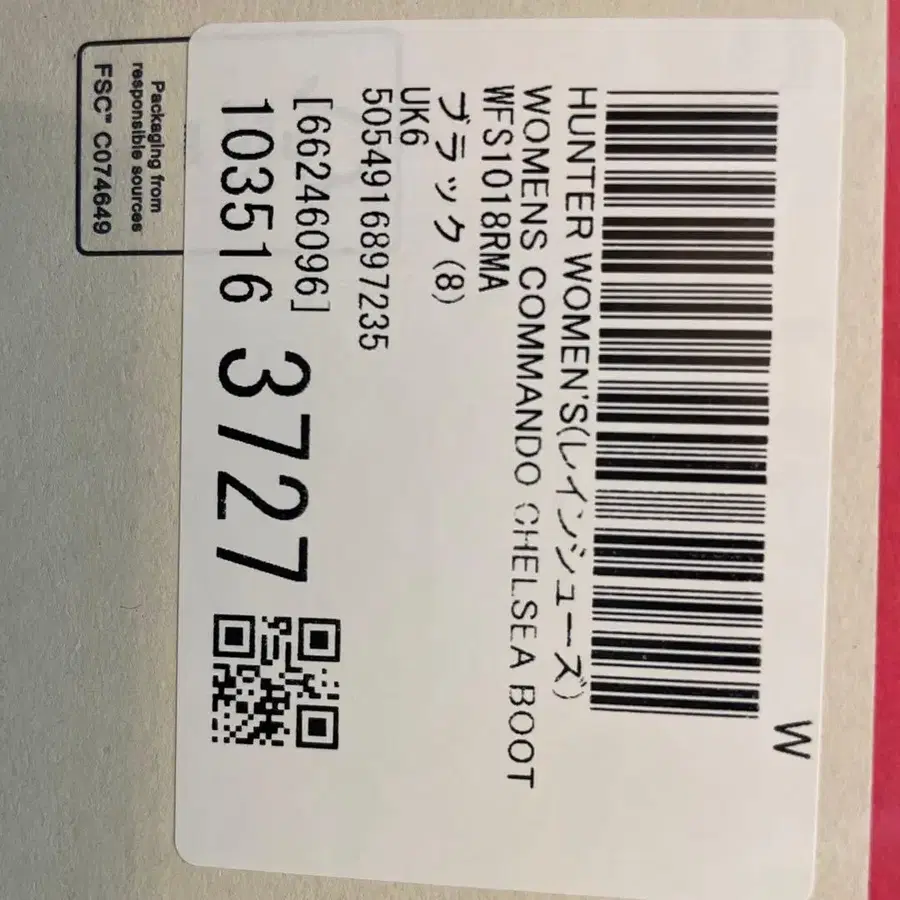 W
HUNTER WOMEN'S(レインシューズ)
WOMENS COMMANDO CHELSEA BOOT
WFS1018RMA
ブラック(8)
UK6
5054916897235
[66246096]
103516 3727
Packaging from
responsible sources
FSC™ C074649